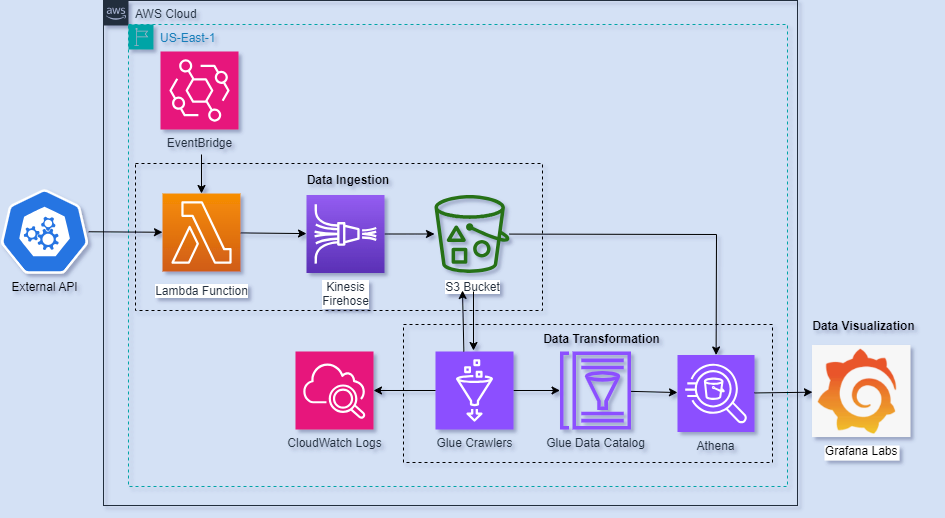 aws
AWS Cloud
US-East-1
EventBridge
Data Ingestion
External API
Lambda Function
Kinesis
Firehose
S3 Bucket
Data Transformation
Data Visualization
CloudWatch Logs
Glue Crawlers
Glue Data Catalog
Athena
Grafana Labs